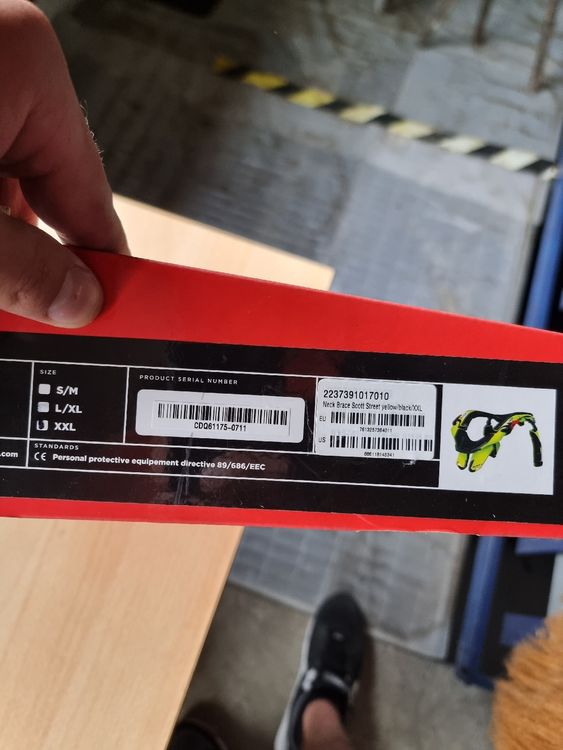 SIZE
S/M
L/XL
XXL
PRODUCT SERIAL NUMBER
CDQ61175-0711
2237391017010
Neck Brace Scott Street yellow/black/XXL
EU
US
STANDARDS
.com
CE Personal protective equipement directive 89/686/EEC